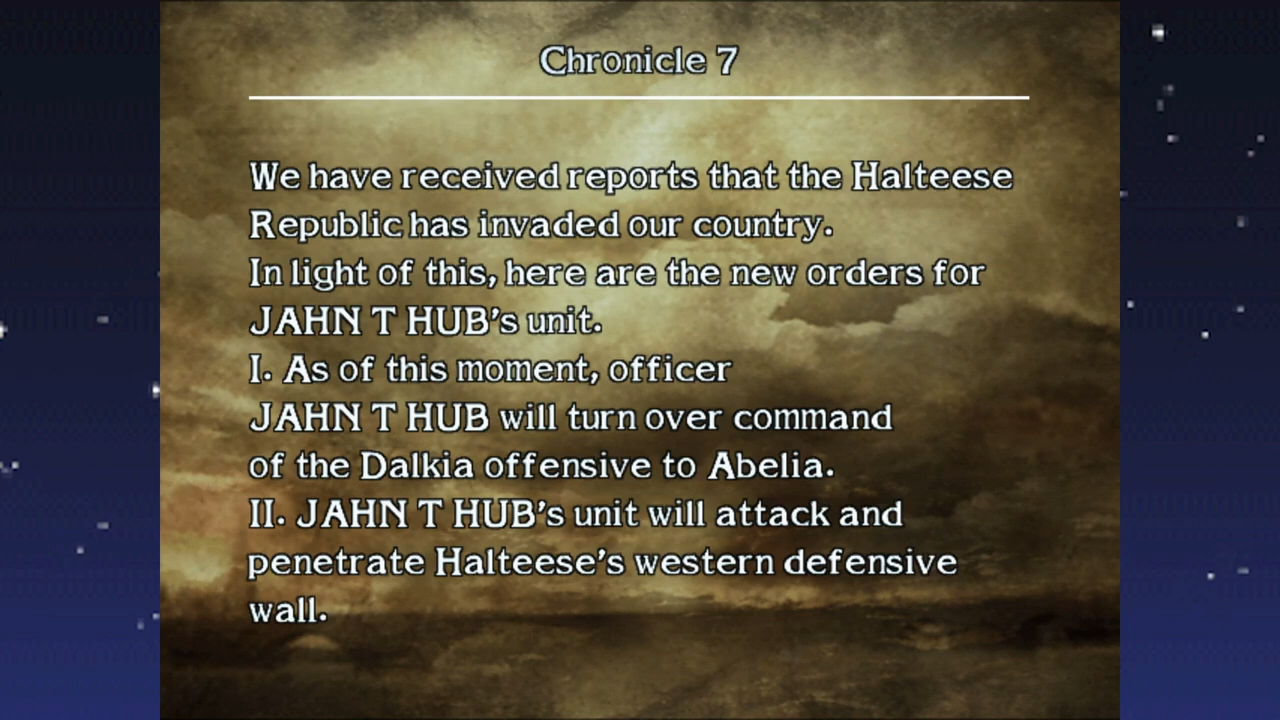 Chronicle 7
We have received reports that the Halteese
Republic has invaded our country.
In light of this, here are the new orders for
JAHN T HUB's unit.
I. As of this moment, officer
JAHN T HUB will turn over command
of the Dalkia offensive to Abelia.
II. JAHN T HUB's unit will attack and
penetrate Halteese's western defensive
wall.